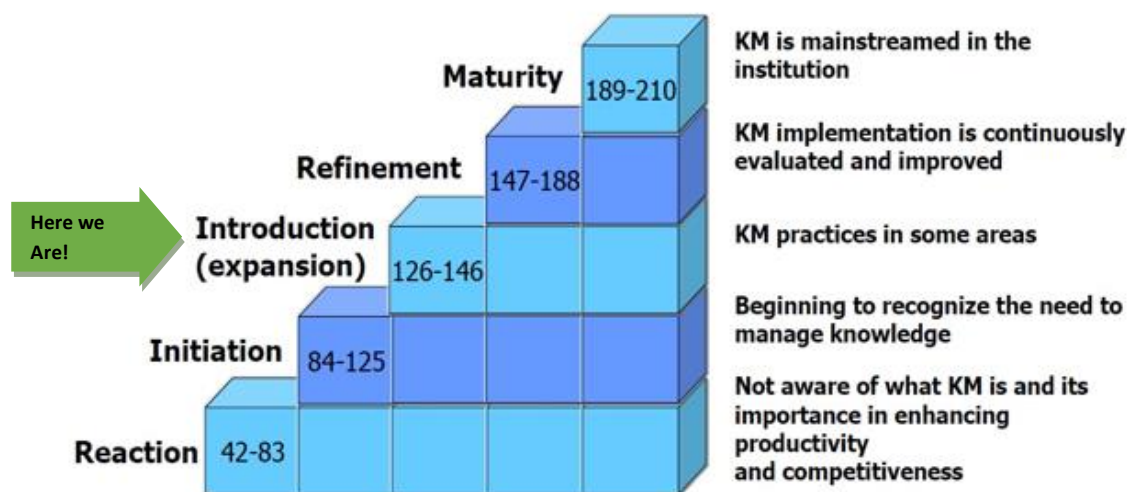 Maturity
189-210
KM is mainstreamed in the
institution
Refinement
147-188
KM implementation is continuously
evaluated and improved
Here we
Are!
Introduction
(expansion)
126-146
KM practices in some areas
Initiation
84-125
Beginning to recognize the need to
manage knowledge
Reaction
42-83
Not aware of what KM is and its
importance in enhancing
productivity
and competitiveness